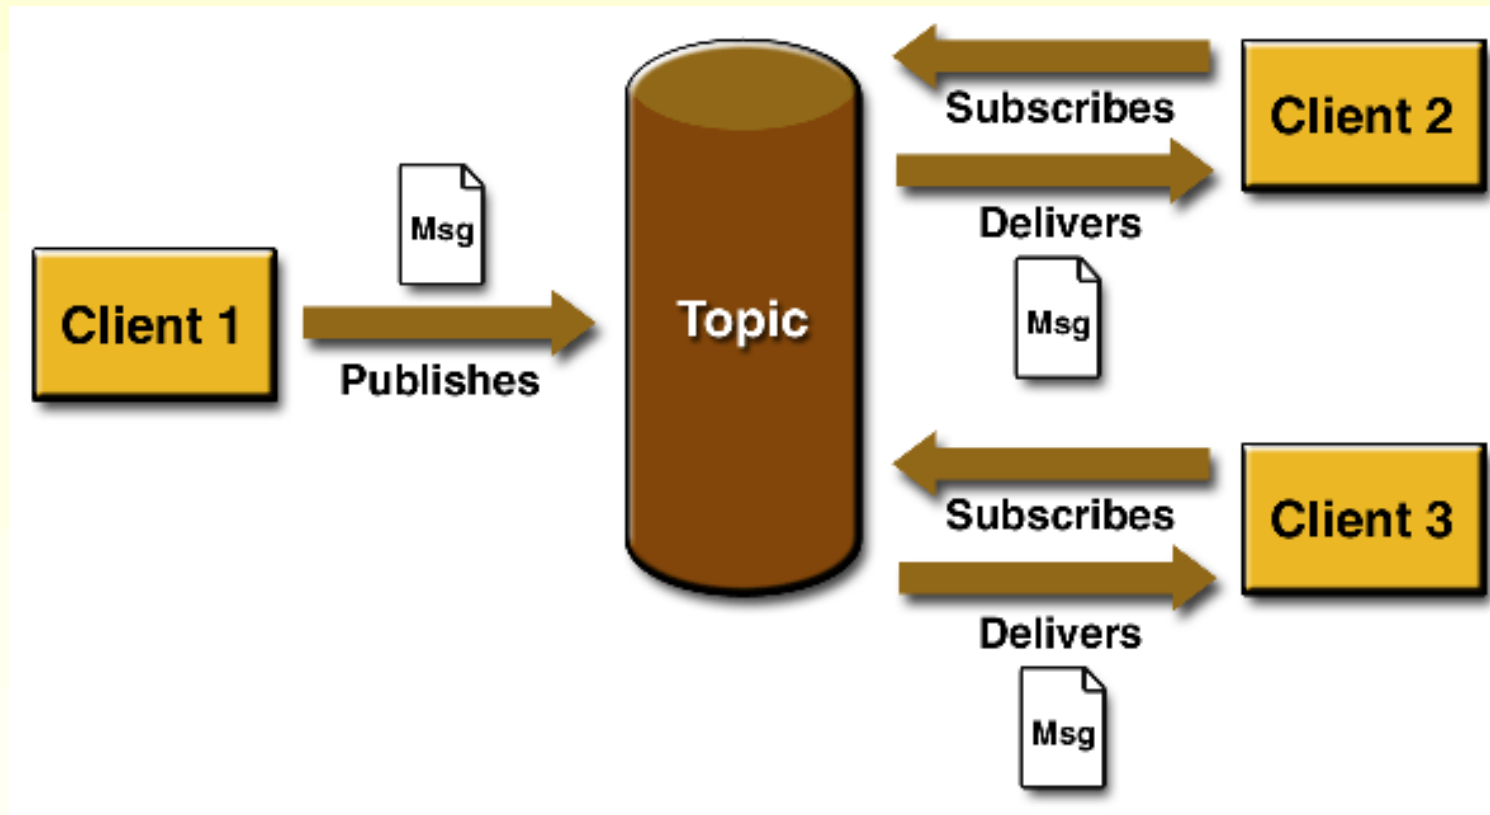 Client 1
Msg
Publishes
Topic
Subscribes
Client 2
Delivers
Msg
Subscribes
Client 3
Delivers
Msg